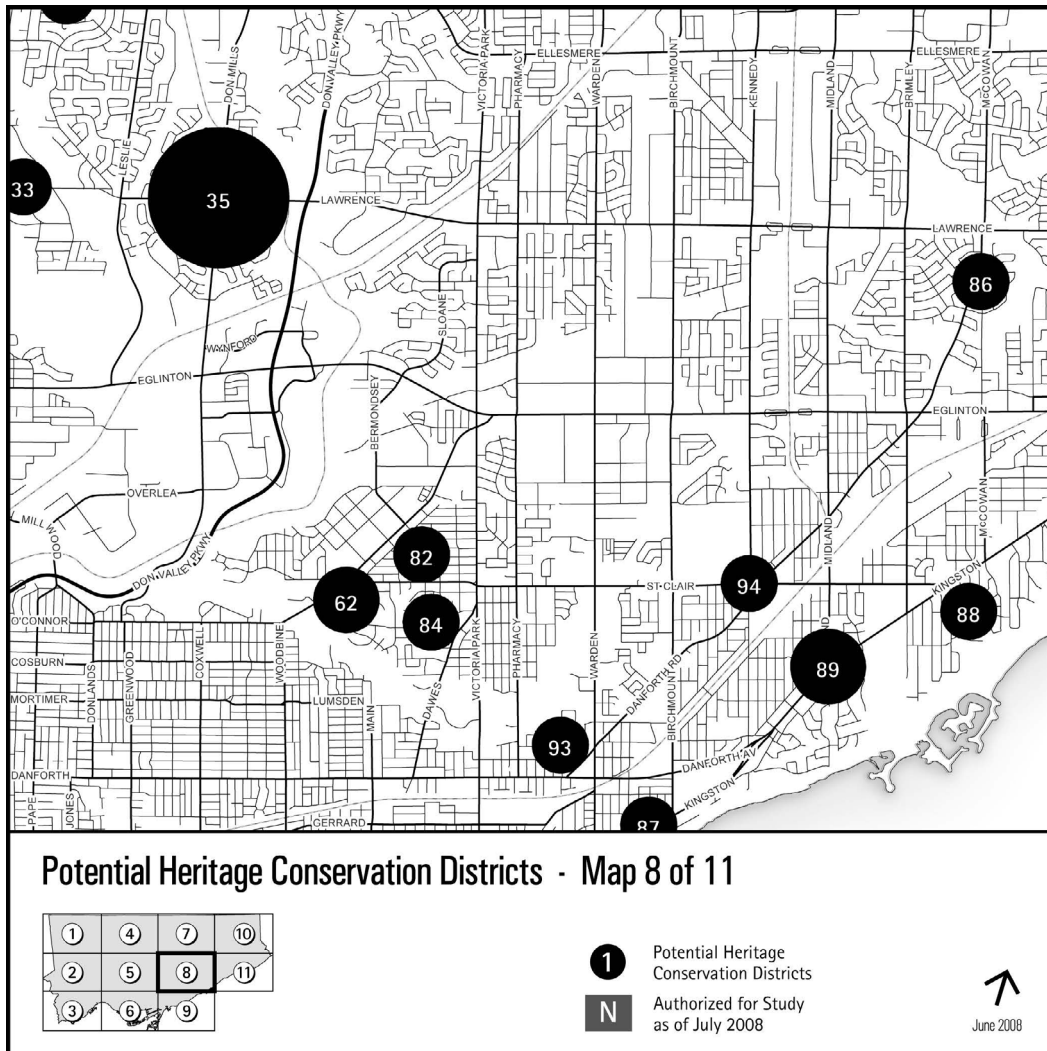 ELLESMERE
ELLESMERE
LESLIE
DON MILLS
DON VALLEY PKWY
VICTORIA PARK
PHARMACY
WARDEN
BIRCHMOUNT
KENNEDY
MIDLAND
BRIMLEY
McCOWAN
33
35
LAWRENCE
LAWRENCE
86
SLOANE
WYNFORD
EGLINTON
BERMONDSEY
EGLINTON
OVERLEA
MILLWOOD
DON VALLEY PKWY
82
62
84
ST CLAIR
94
MIDLAND
McCOWAN
KINGSTON
88
O'CONNOR
COSBURN
MORTIMER
DONLANDS
GREENWOOD
COXWELL
WOODBINE
LUMSDEN
MAIN
DAWES
VICTORIA PARK
PHARMACY
WARDEN
DANFORTH RD
BIRCHMOUNT
89
93
DANFORTH
DANFORTH AV
KINGSTON
PAPE
JONES
GERRARD
87
Potential Heritage Conservation Districts - Map 8 of 11
1 4 7 10
2 5 8 11
3 6 9
1 Potential Heritage
Conservation Districts
N Authorized for Study
as of July 2008
June 2008